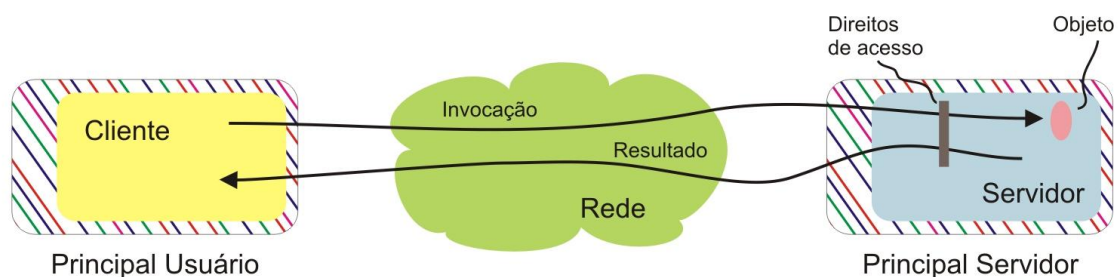 Direitos
de acesso
Objeto
Cliente
Invocação
Resultado
Rede
Servidor
Principal Usuário
Principal Servidor